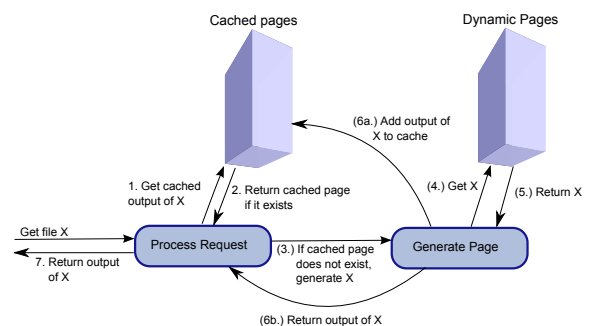 Cached pages
Dynamic Pages
(6a.) Add output of
X to cache
1. Get cached
output of X
2. Return cached page
if it exists
(4.) Get X
(5.) Return X
Get file X
Process Request
(3.) If cached page
does not exist,
generate X
Generate Page
7. Return output
of X
(6b.) Return output of X